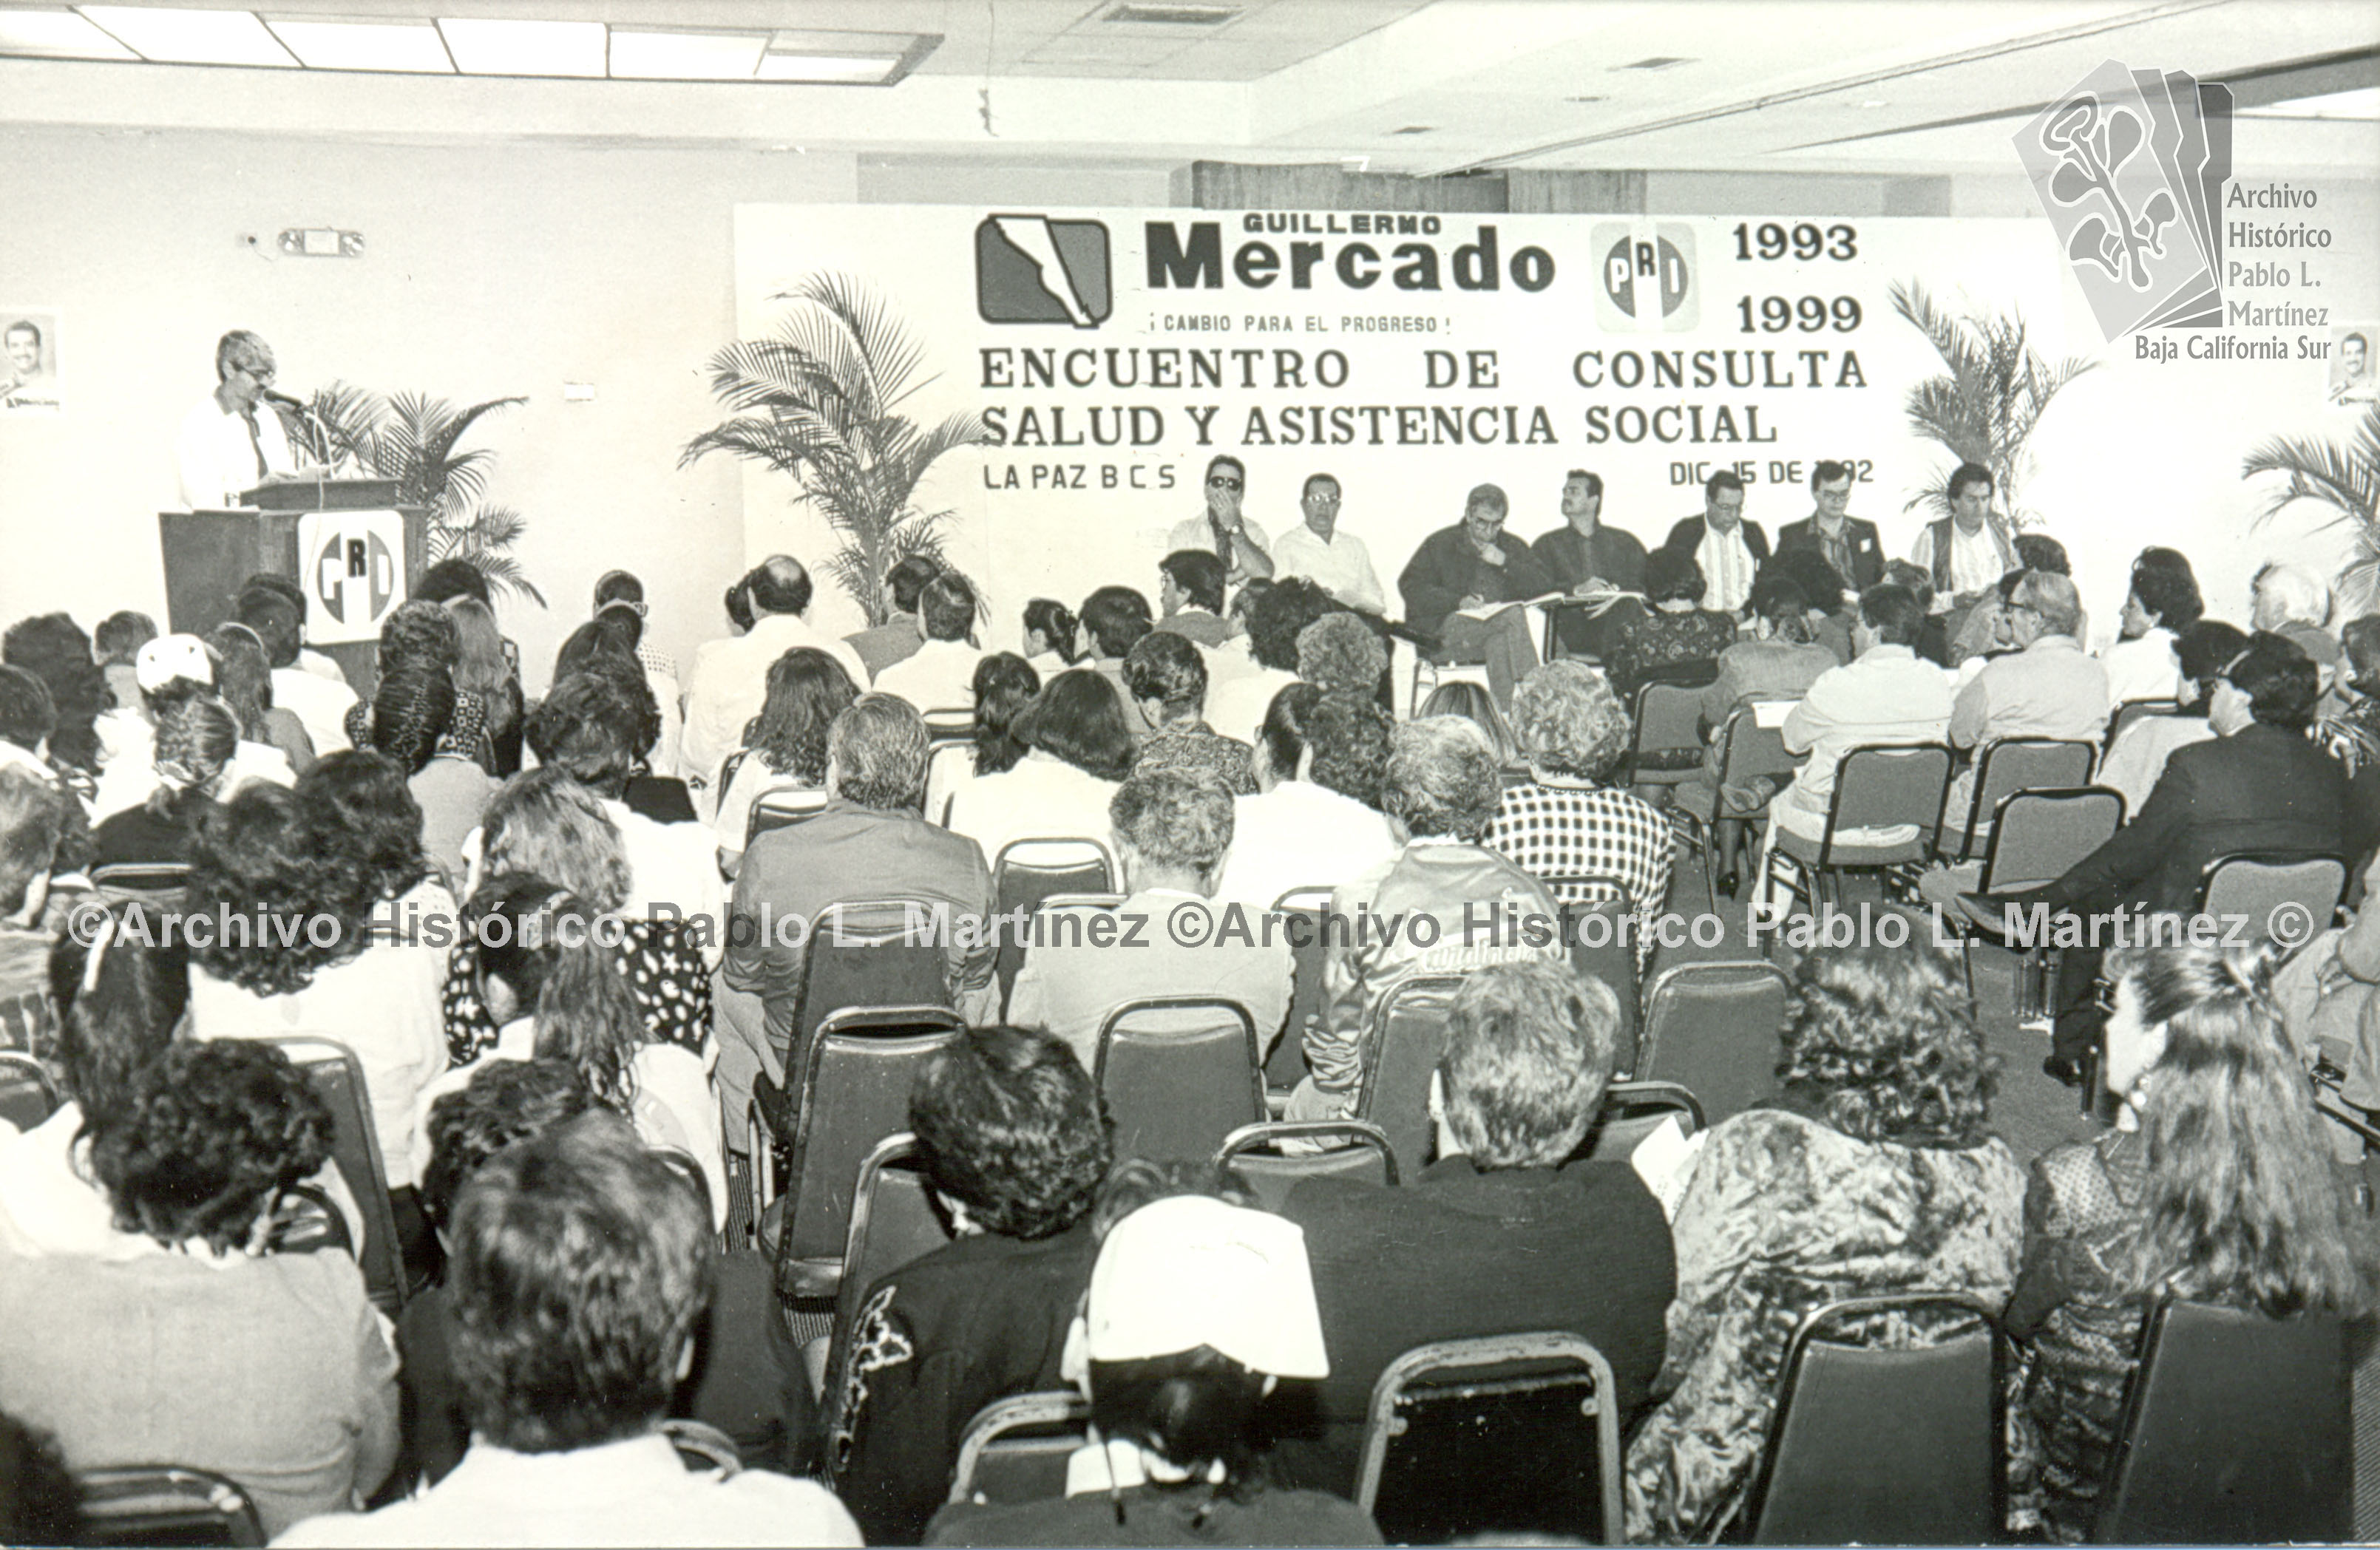 GUILLERMO
Mercado
PRI
1993
1999
¡CAMBIO PARA EL PROGRESO!
ENCUENTRO DE CONSULTA
SALUD Y ASISTENCIA SOCIAL
LA PAZ B C S
DIC. 15 DE 1992
PRI
Archivo
Histórico
Pablo L.
Martínez
Baja California Sur
©Archivo Histórico Pablo L. Martínez ©Archivo Histórico Pablo L. Martínez ©